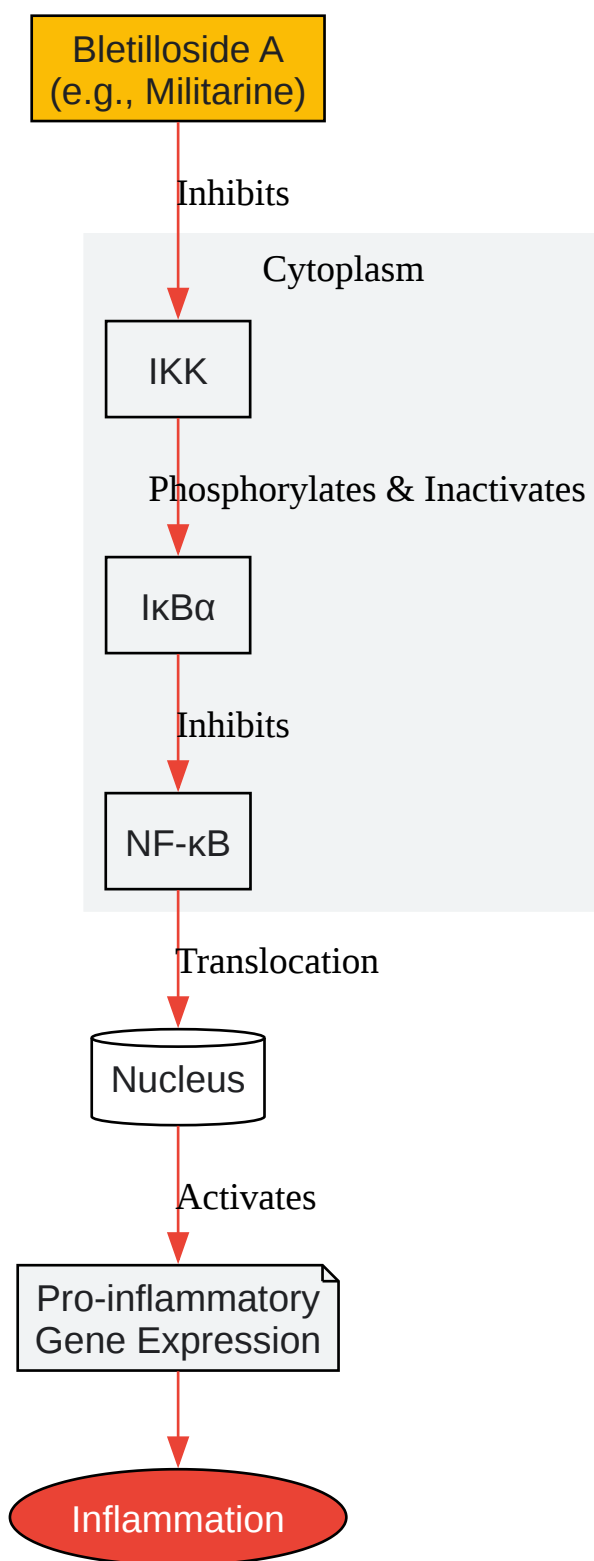 Bletilloside A
(e.g., Militarine)
Inhibits
Cytoplasm
IKK
Phosphorylates & Inactivates
IκBα
Inhibits
NF-κB
Translocation
Nucleus
Activates
Pro-inflammatory
Gene Expression
Inflammation